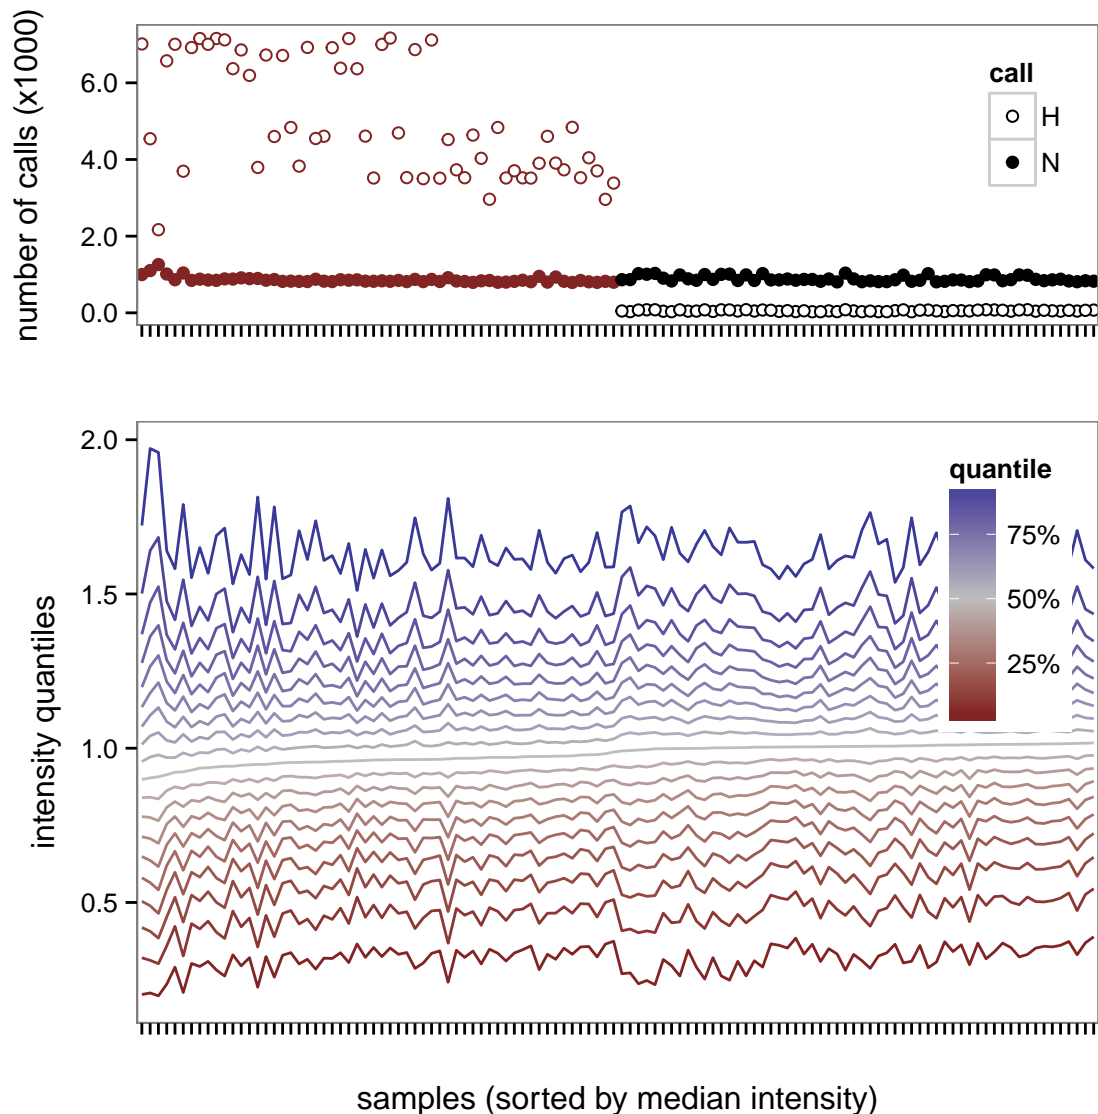 number of calls (x1000)
6.0
4.0
2.0
0.0
call
H
N
intensity quantiles
2.0
1.5
1.0
0.5
quantile
75%
50%
25%
samples (sorted by median intensity)